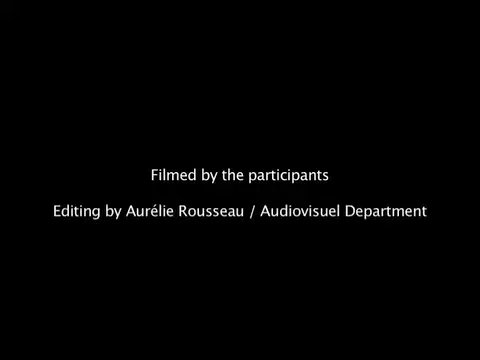 Filmed by the participants
Editing by Aurélie Rousseau / Audiovisuel Department